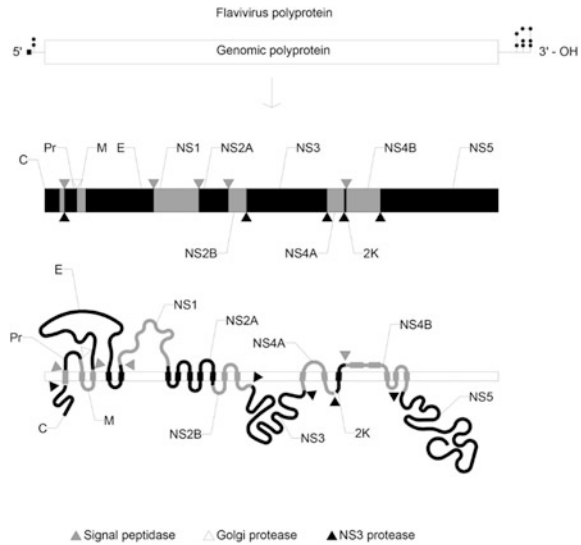 Flavivirus polyprotein
5' Genomic polyprotein 3' - OH
C Pr M E NS1 NS2A NS3 NS4B NS5
NS2B NS4A 2K
E NS1 NS2A NS4A NS4B
Pr
C M NS2B NS3 2K NS5
Signal peptidase Golgi protease NS3 protease